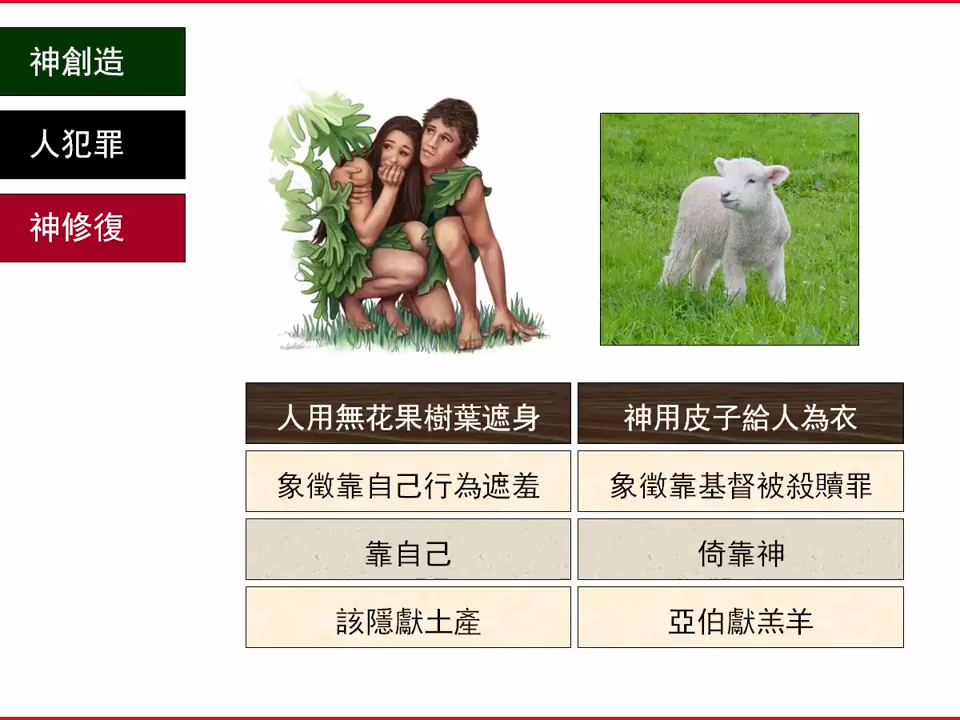 神創造
人犯罪
神修復
人用無花果樹葉遮身
神用皮子給人為衣
象徵靠自己行為遮羞
象徵靠基督被殺贖罪
靠自己
倚靠神
該隱獻土產
亞伯獻羔羊